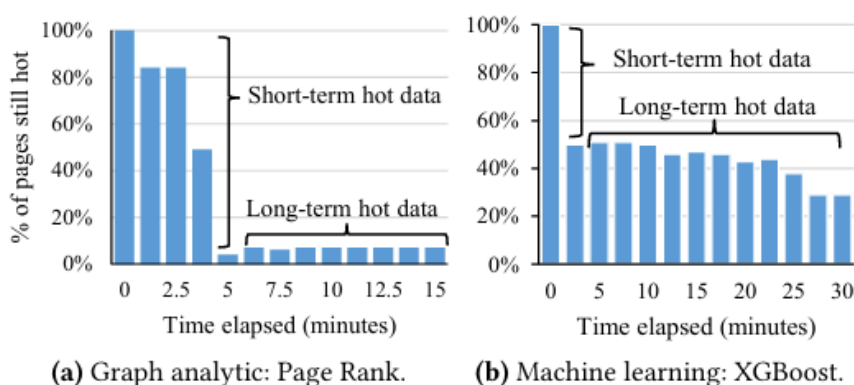 % of pages still hot
100%
80%
60%
40%
20%
0%
Short-term hot data
Long-term hot data
0 2.5 5 7.5 10 12.5 15
Time elapsed (minutes)
(a) Graph analytic: Page Rank.
100%
80%
60%
40%
20%
0%
Short-term hot data
Long-term hot data
0 5 10 15 20 25 30
Time elapsed (minutes)
(b) Machine learning: XGBoost.